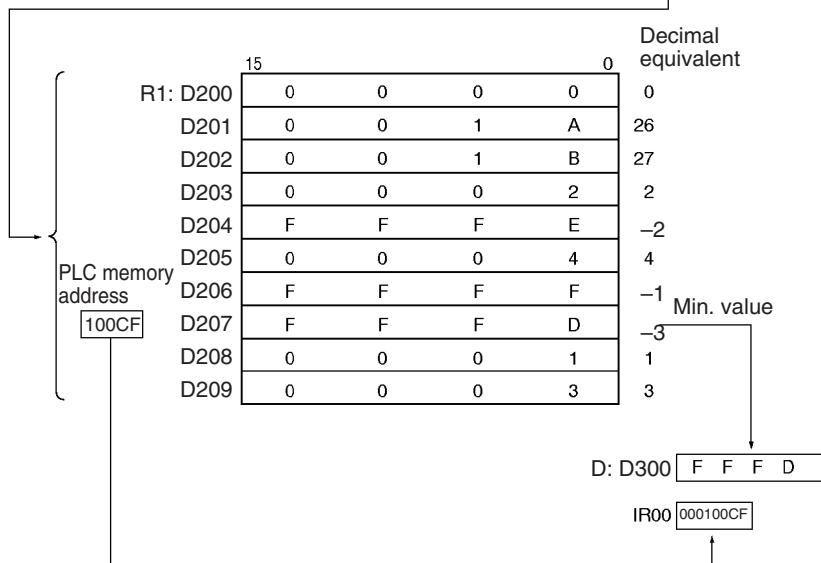 Decimal
equivalent
15 0
R1: D200 0 0 0 0 0
D201 0 0 1 A 26
D202 0 0 1 B 27
D203 0 0 0 2 2
D204 F F F E –2
D205 0 0 0 4 4
PLC memory
address
D206 F F F F –1
100CF
Min. value
D207 F F F D –3
D208 0 0 0 1 1
D209 0 0 0 3 3
D: D300 F F F D
IR00 000100CF